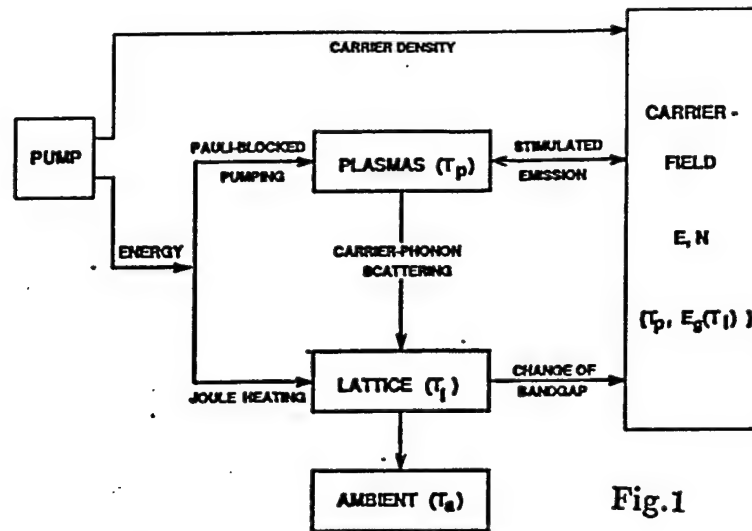 CARRIER DENSITY
PUMP
PAULI-BLOCKED
PUMPING
PLASMAS (Tp)
STIMULATED
EMISSION
CARRIER -
FIELD
E, N
{Tp, Eg(Tl) }
ENERGY
CARRIER-PHONON
SCATTERING
JOULE HEATING
LATTICE (Tl)
CHANGE OF
BANDGAP
AMBIENT (Ta)
Fig.1